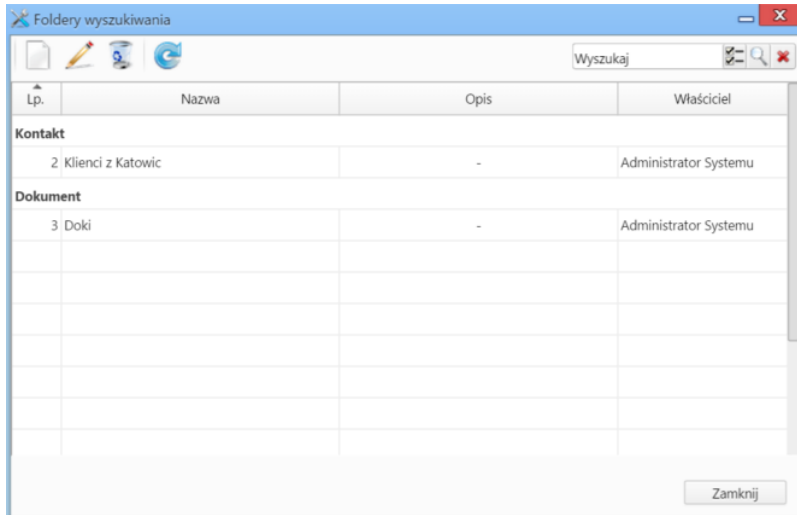 Foldery wyszukiwania
Wyszukaj
Lp. Nazwa Opis Właściciel
Kontakt
2 Klienci z Katowic - Administrator Systemu
Dokument
3 Doki - Administrator Systemu
Zamknij